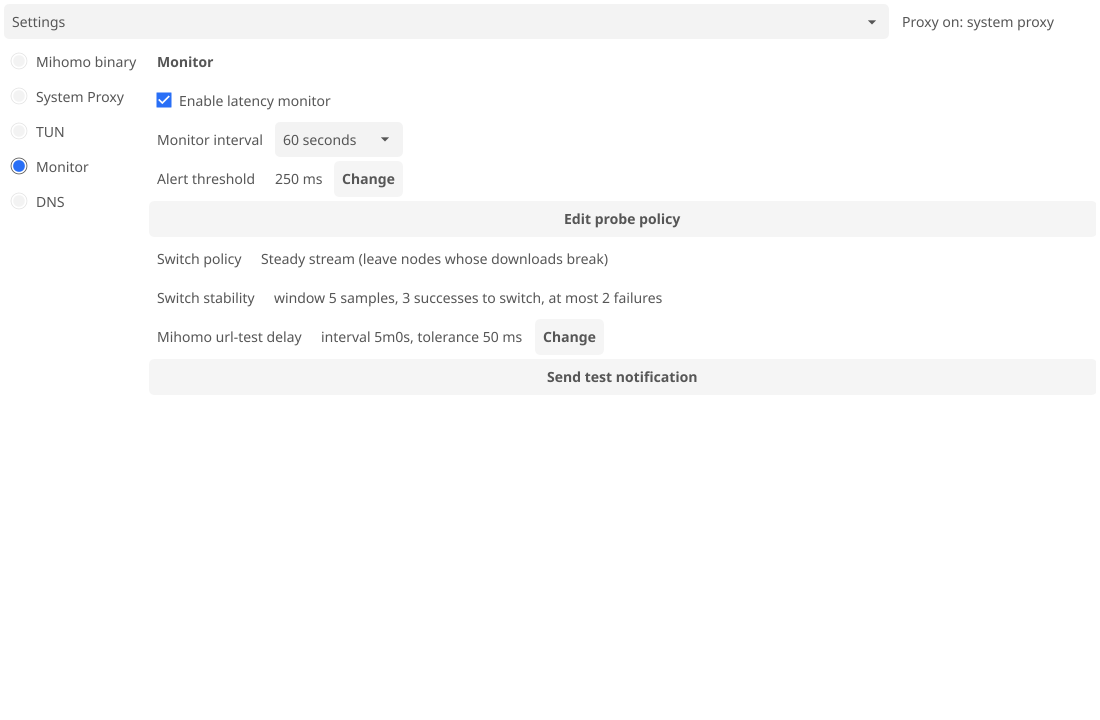 Settings
Proxy on: system proxy
Mihomo binary
System Proxy
TUN
Monitor
DNS
Monitor
Enable latency monitor
Monitor interval 60 seconds
Alert threshold 250 ms Change
Edit probe policy
Switch policy Steady stream (leave nodes whose downloads break)
Switch stability window 5 samples, 3 successes to switch, at most 2 failures
Mihomo url-test delay interval 5m0s, tolerance 50 ms Change
Send test notification